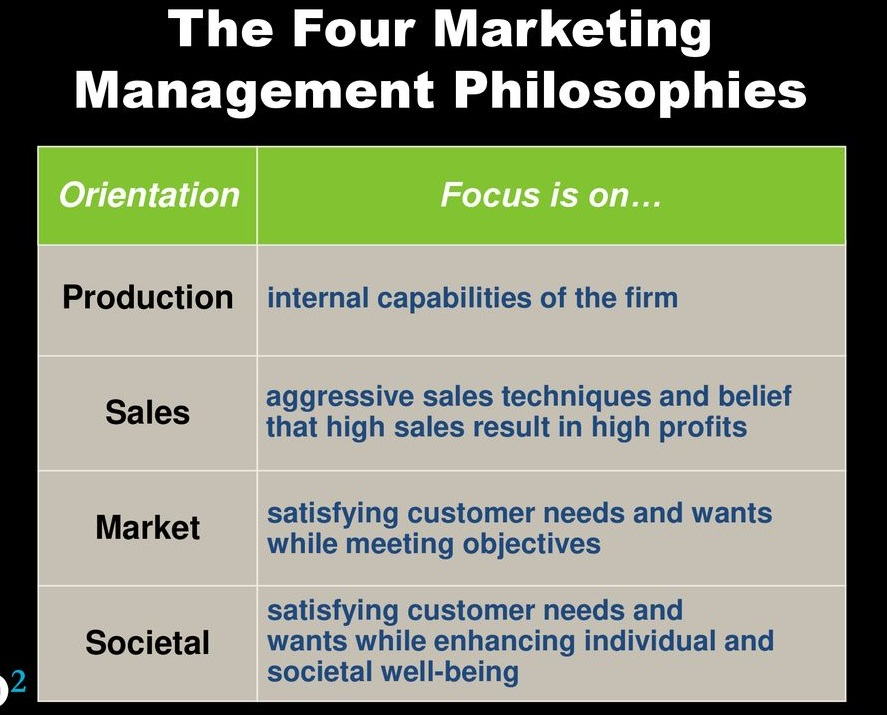 The Four Marketing
Management Philosophies
Orientation
Focus is on...
Production
internal capabilities of the firm
Sales
aggressive sales techniques and belief
that high sales result in high profits
Market
satisfying customer needs and wants
while meeting objectives
Societal
satisfying customer needs and
wants while enhancing individual and
societal well-being
2